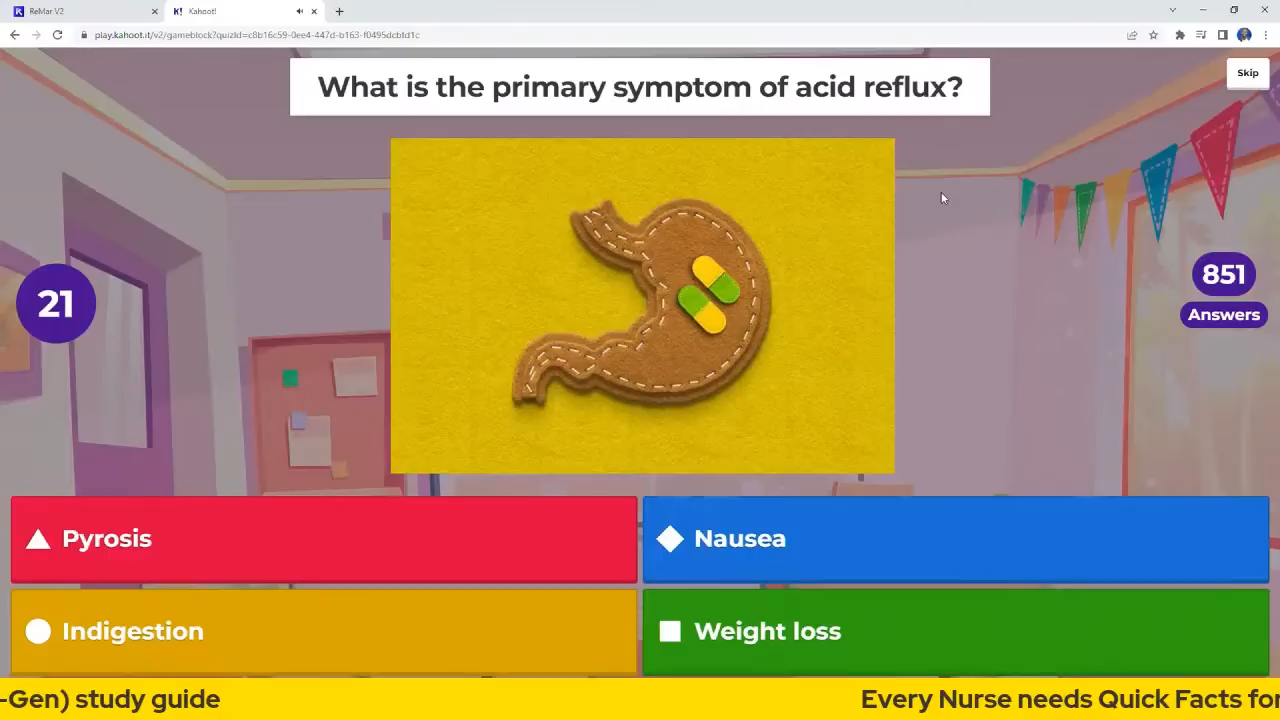 ReMar V2
Kahoot!
play.kahoot.it/v2/gameblock?quizId=c8b16c59-0ee4-447d-b163-f0495dcbfd1c
What is the primary symptom of acid reflux?
Skip
21
851
Answers
Pyrosis
Nausea
Indigestion
Weight loss
-Gen) study guide
Every Nurse needs Quick Facts for